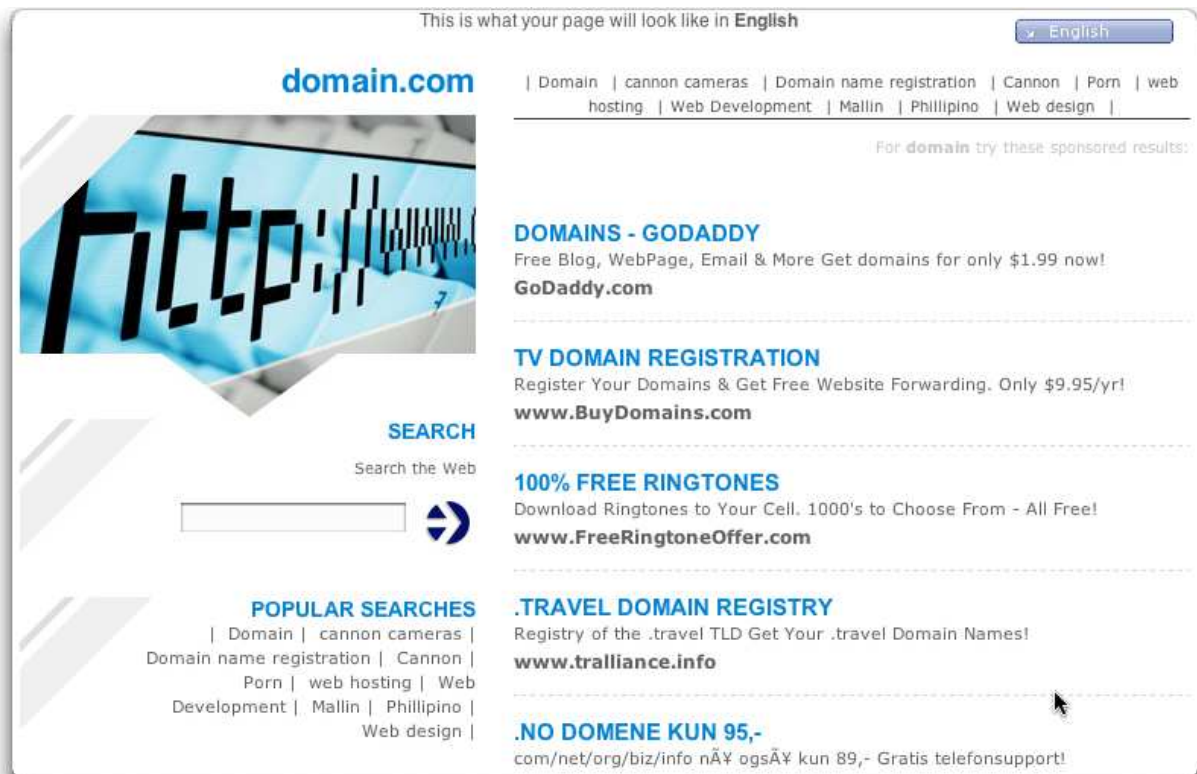 This is what your page will look like in English
English
domain.com
| Domain | cannon cameras | Domain name registration | Cannon | Porn | web
hosting | Web Development | Mallin | Phillipino | Web design |
For domain try these sponsored results:
http://www.
DOMAINS - GODADDY
Free Blog, WebPage, Email & More Get domains for only $1.99 now!
GoDaddy.com
TV DOMAIN REGISTRATION
Register Your Domains & Get Free Website Forwarding. Only $9.95/yr!
www.BuyDomains.com
100% FREE RINGTONES
Download Ringtones to Your Cell. 1000's to Choose From - All Free!
www.FreeRingtoneOffer.com
.TRAVEL DOMAIN REGISTRY
Registry of the .travel TLD Get Your .travel Domain Names!
www.tralliance.info
.NO DOMENE KUN 95,-
com/net/org/biz/info nÃ¥ ogsÃ¥ kun 89,- Gratis telefonsupport!
SEARCH
Search the Web
POPULAR SEARCHES
| Domain | cannon cameras |
Domain name registration | Cannon |
Porn | web hosting | Web
Development | Mallin | Phillipino |
Web design |